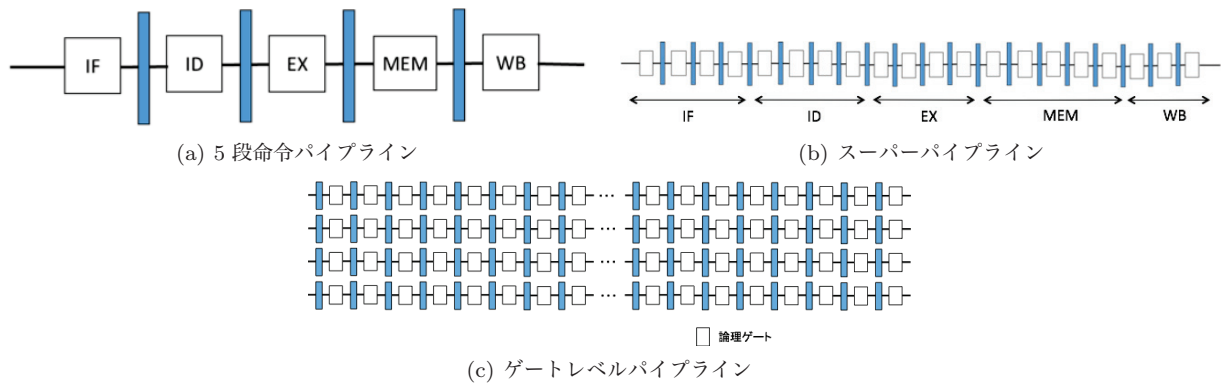 IF ID EX MEM WB
(a) 5 段命令パイプライン
IF ID EX MEM WB
(b) スーパーパイプライン
論理ゲート
(c) ゲートレベルパイプライン